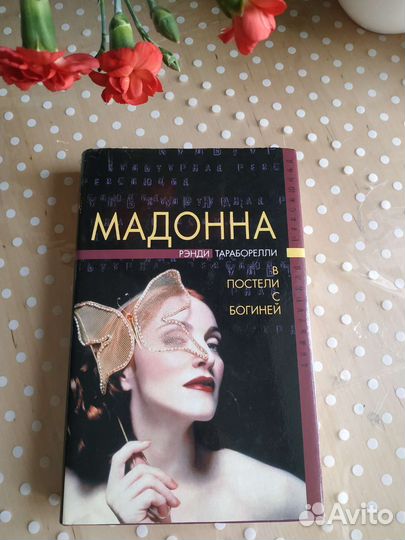 МАДОННА
РЭНДИ ТАРАБОРЕЛЛИ
В
ПОСТЕЛИ
С
БОГИНЕЙ
Avito